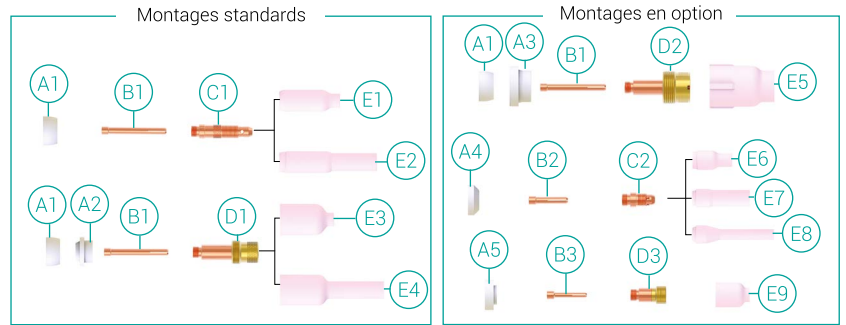 Montages standards
A1
B1
C1
E1
E2
A1
A2
B1
D1
E3
E4
Montages en option
A1
A3
B1
D2
E5
A4
B2
C2
E6
E7
E8
A5
B3
D3
E9